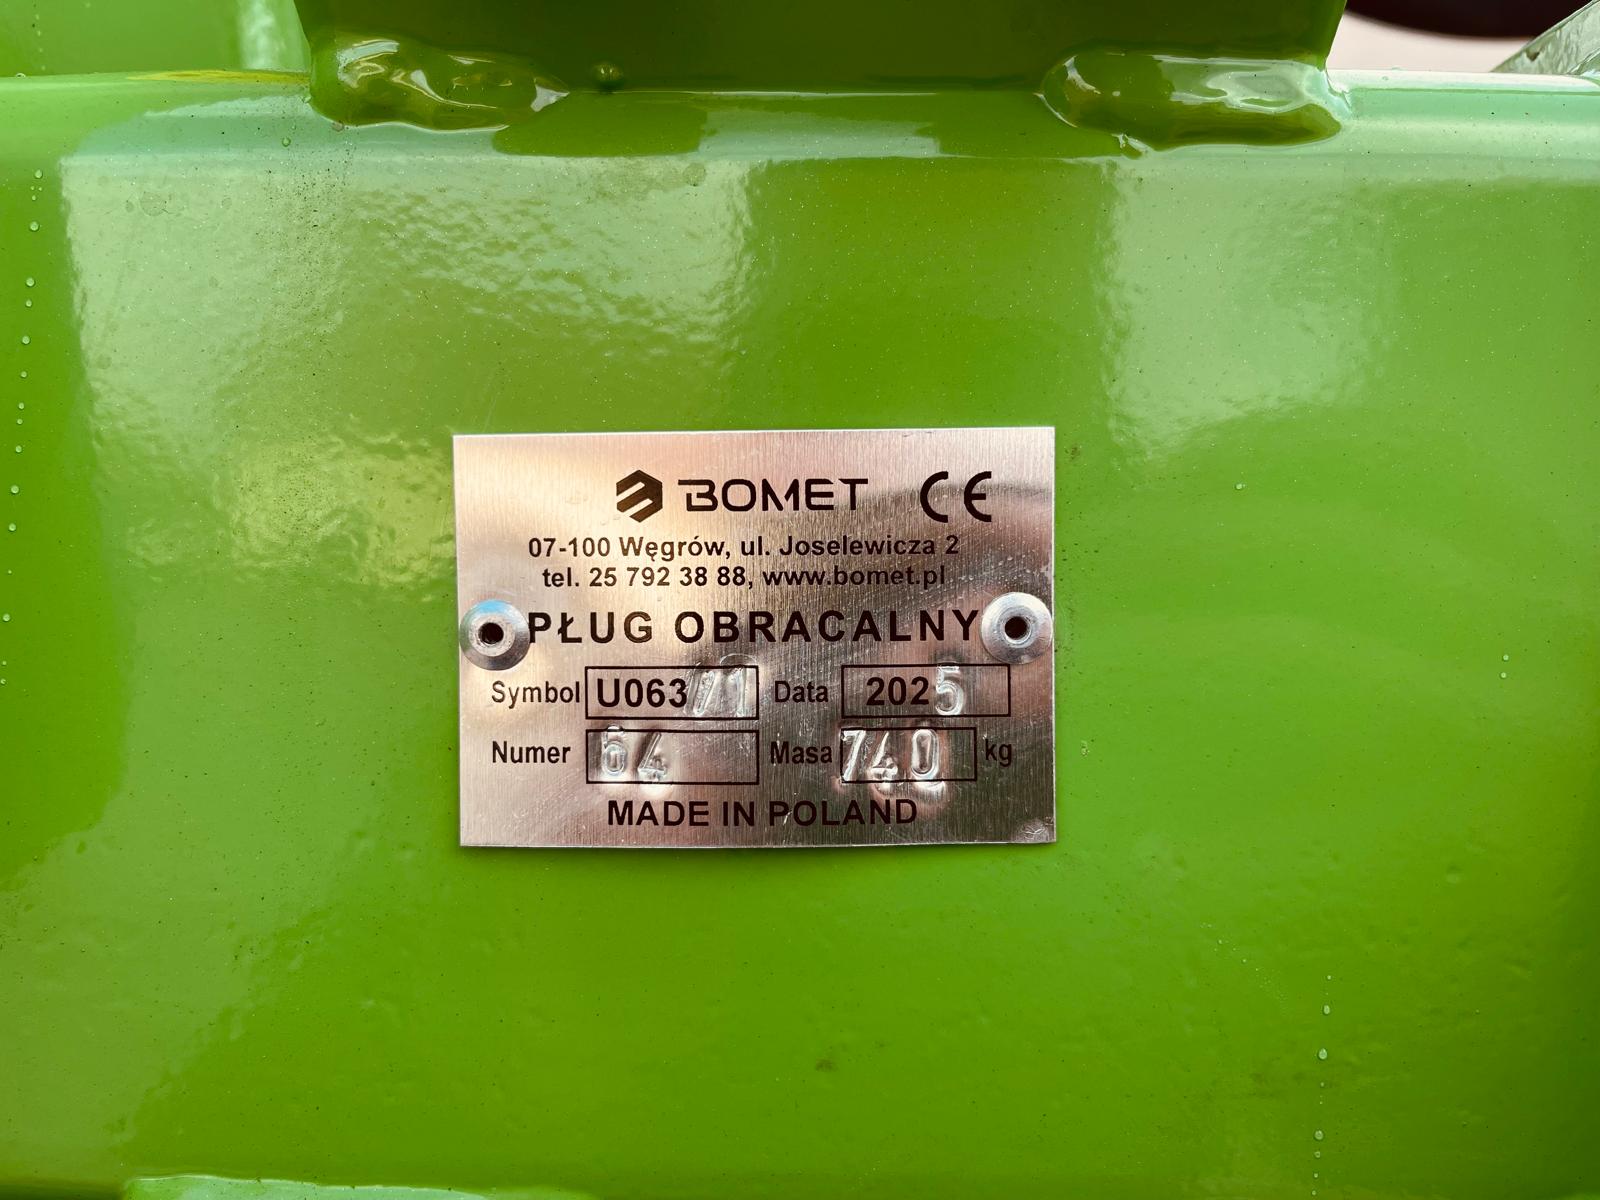 BOMET CE
07-100 Węgrów, ul. Joselewicza 2
tel. 25 792 38 88, www.bomet.pl
PŁUG OBRACALNY
Symbol U063/1 Data 2025
Numer 64 Masa 740 kg
MADE IN POLAND